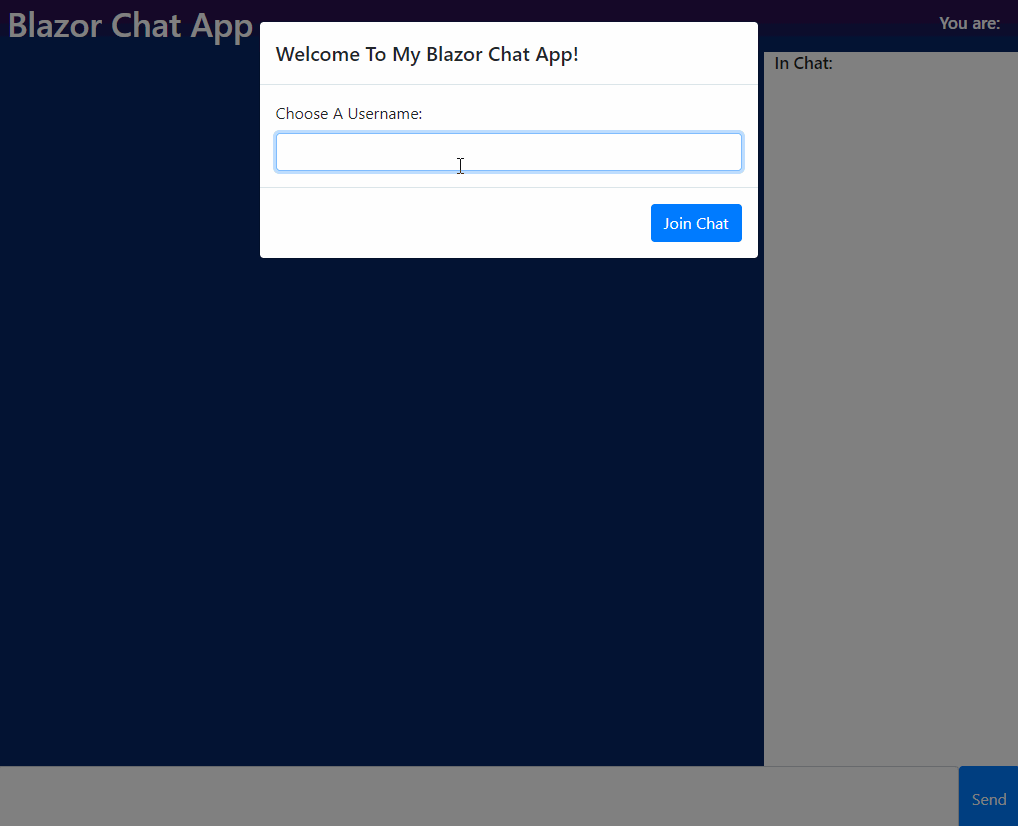 Blazor Chat App
You are:
Welcome To My Blazor Chat App!
In Chat:
Choose A Username:
Join Chat
Send